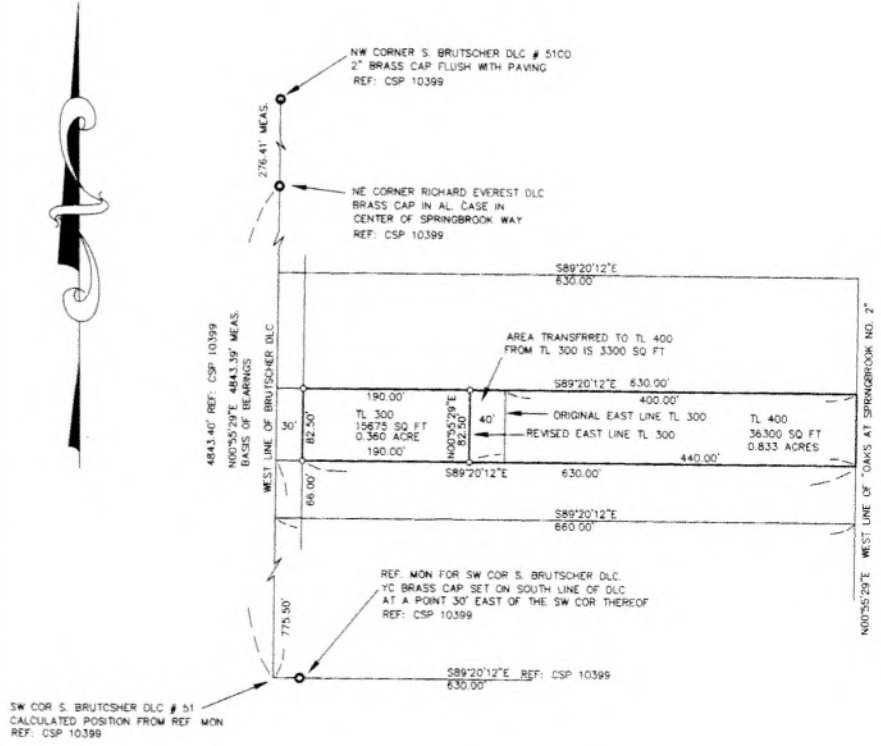 NW CORNER S. BRUTSCHER DLC # 51CO
2" BRASS CAP FLUSH WITH PAVING
REF: CSP 10399
276.41' MEAS.
NE CORNER RICHARD EVEREST DLC
BRASS CAP IN AL. CASE IN
CENTER OF SPRINGBROOK WAY
REF: CSP 10399
S89°20'12"E
630.00'
4843.40' REF: CSP 10399
N00°55'29"E 4843.39' MEAS.
BASIS OF BEARINGS
WEST LINE OF BRUTSCHER DLC
AREA TRANSFRRED TO TL 400
FROM TL 300 IS 3300 SQ FT
S89°20'12"E 630.00'
190.00'
400.00'
30'
82.50'
TL 300
15675 SQ FT
0.360 ACRE
190.00'
N00°55'29"E
82.50'
40'
ORIGINAL EAST LINE TL 300
REVISED EAST LINE TL 300
TL 400
36300 SQ FT
0.833 ACRES
440.00'
S89°20'12"E 630.00'
66.00'
S89°20'12"E
660.00'
N00°55'29"E WEST LINE OF "OAKS AT SPRINGBROOK NO. 2"
REF. MON FOR SW COR S. BRUTSCHER DLC.
YC BRASS CAP SET ON SOUTH LINE OF DLC
AT A POINT 30' EAST OF THE SW COR THEREOF
REF: CSP 10399
775.50'
S89°20'12"E REF: CSP 10399
630.00'
SW COR S. BRUTCSHER DLC # 51
CALCULATED POSITION FROM REF MON
REF: CSP 10399